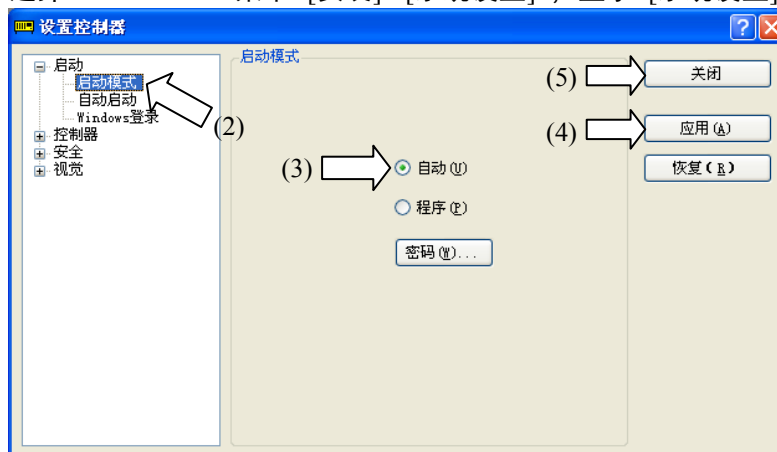 设置控制器
启动
启动模式
自动启动
Windows登录
控制器
安全
视觉
(2)
启动模式
(3)
自动(U)
程序(P)
密码(W)...
(5)
关闭
(4)
应用(A)
恢复(R)